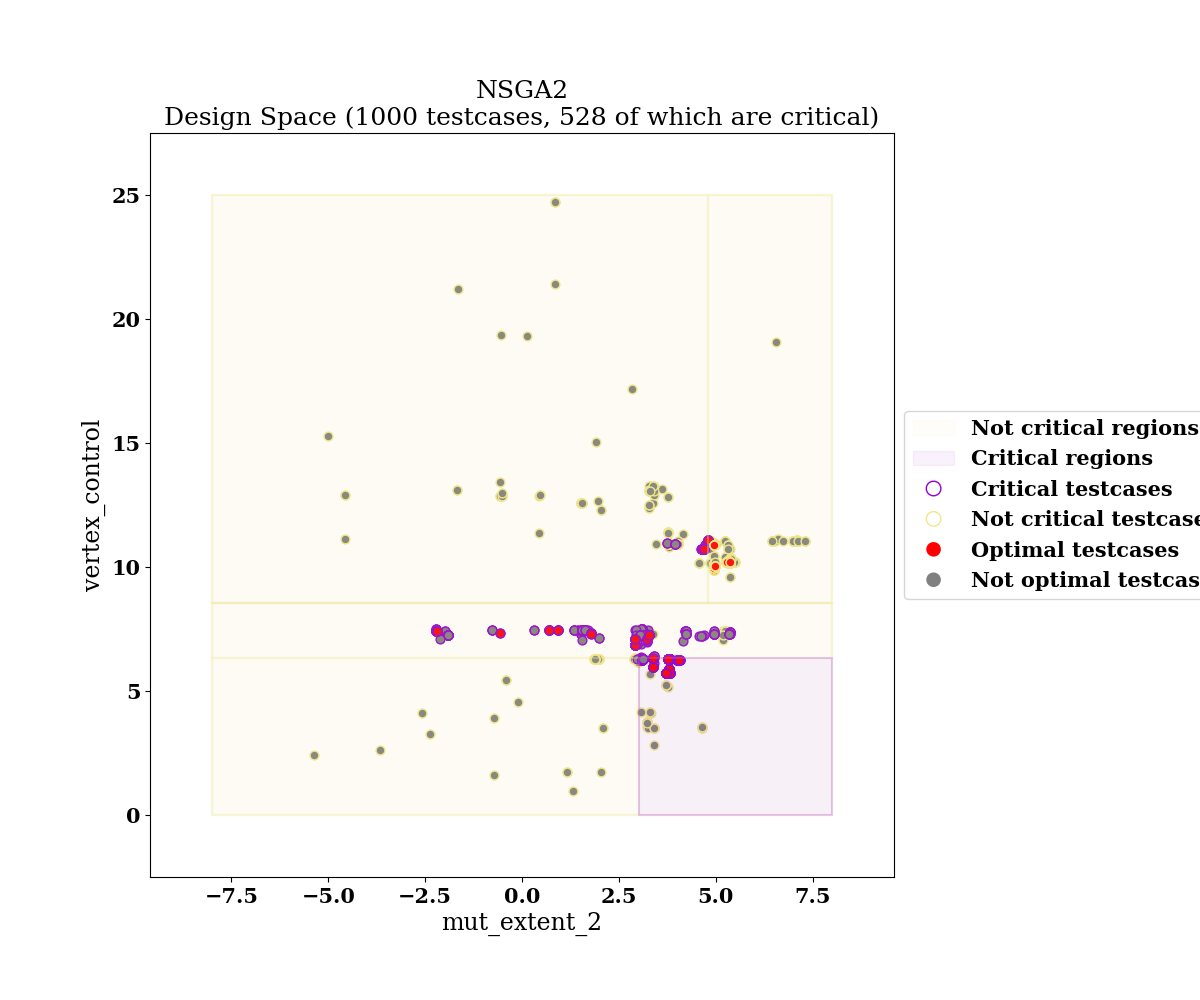 NSGA2
Design Space (1000 testcases, 528 of which are critical)
25
20
15
10
5
0
vertex_control
−7.5 −5.0 −2.5 0.0 2.5 5.0 7.5
mut_extent_2
Not critical regions
Critical regions
Critical testcases
Not critical testcase
Optimal testcases
Not optimal testcas